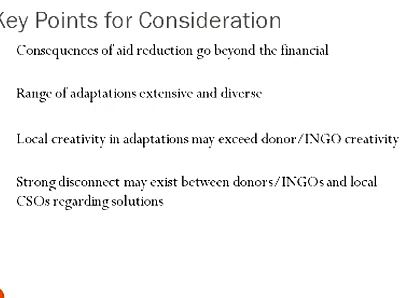 Key Points for Consideration
Consequences of aid reduction go beyond the financial
Range of adaptations extensive and diverse
Local creativity in adaptations may exceed donor/INGO creativity
Strong disconnect may exist between donors/INGOs and local
CSOs regarding solutions